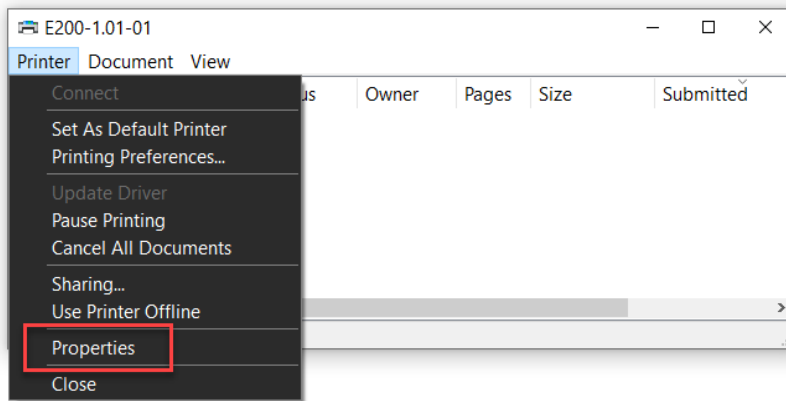 E200-1.01-01
Printer Document View
Connect
us Owner Pages Size Submitted
Set As Default Printer
Printing Preferences...
Update Driver
Pause Printing
Cancel All Documents
Sharing...
Use Printer Offline
Properties
Close